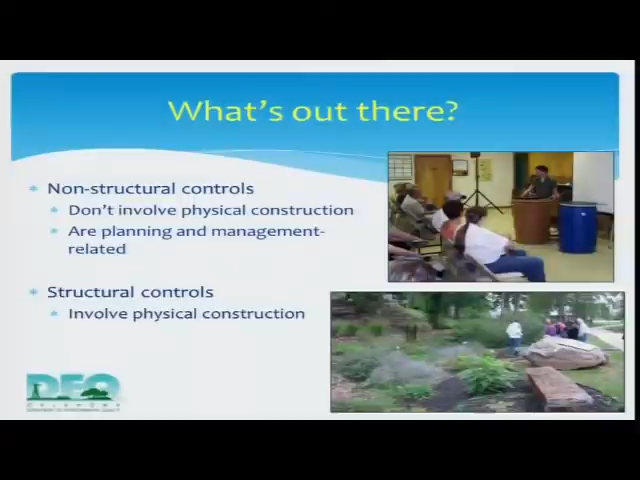 What's out there?
Non-structural controls
Don't involve physical construction
Are planning and management-
related
Structural controls
Involve physical construction
DEQ
OKLAHOMA